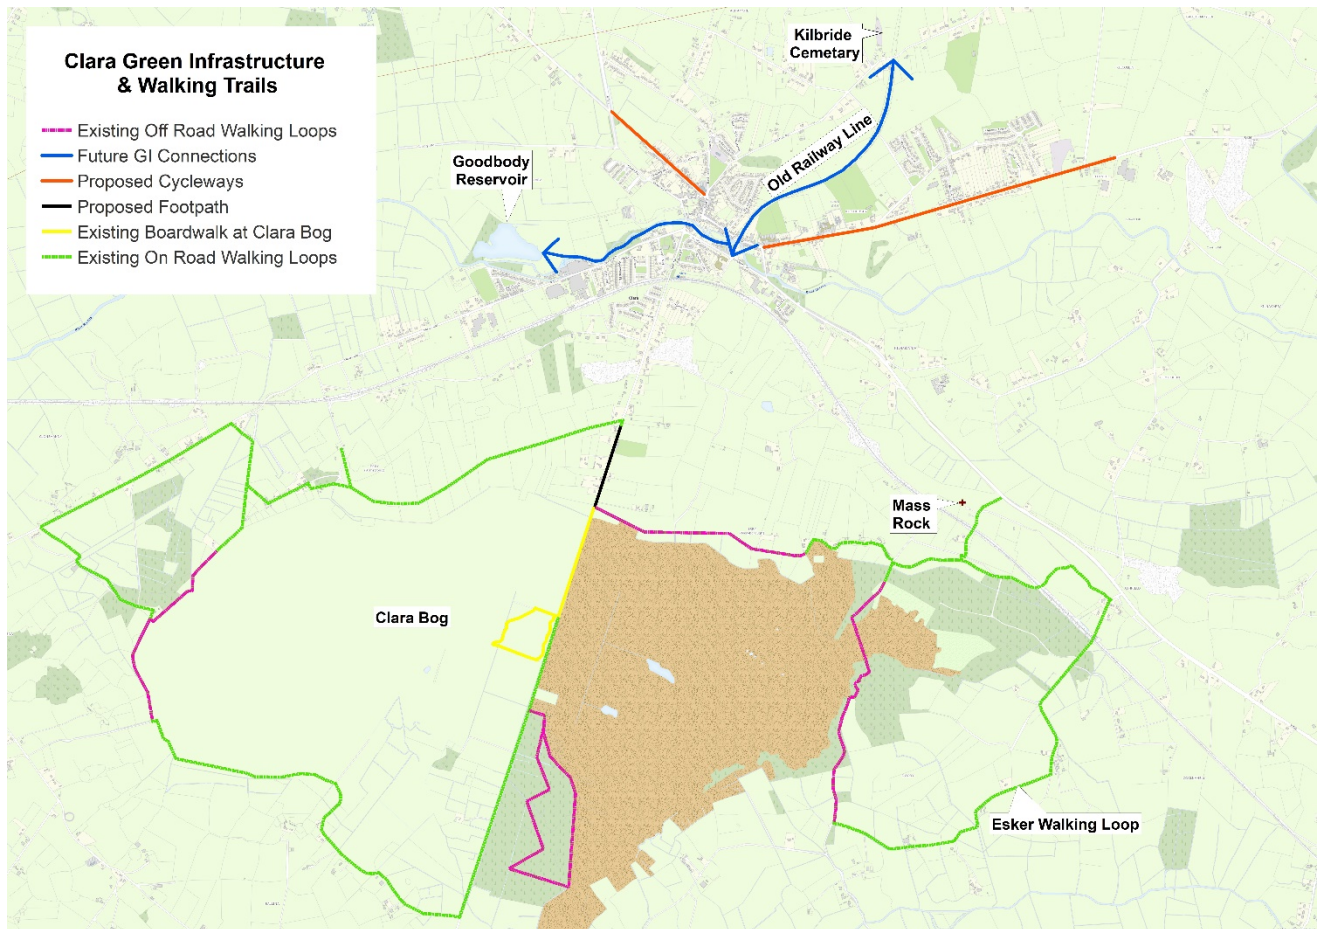 Clara Green Infrastructure
& Walking Trails
Existing Off Road Walking Loops
Future GI Connections
Proposed Cycleways
Proposed Footpath
Existing Boardwalk at Clara Bog
Existing On Road Walking Loops
Kilbride
Cemetary
Goodbody
Reservoir
Old Railway Line
Clara
Mass
Rock
Clara Bog
Esker Walking Loop